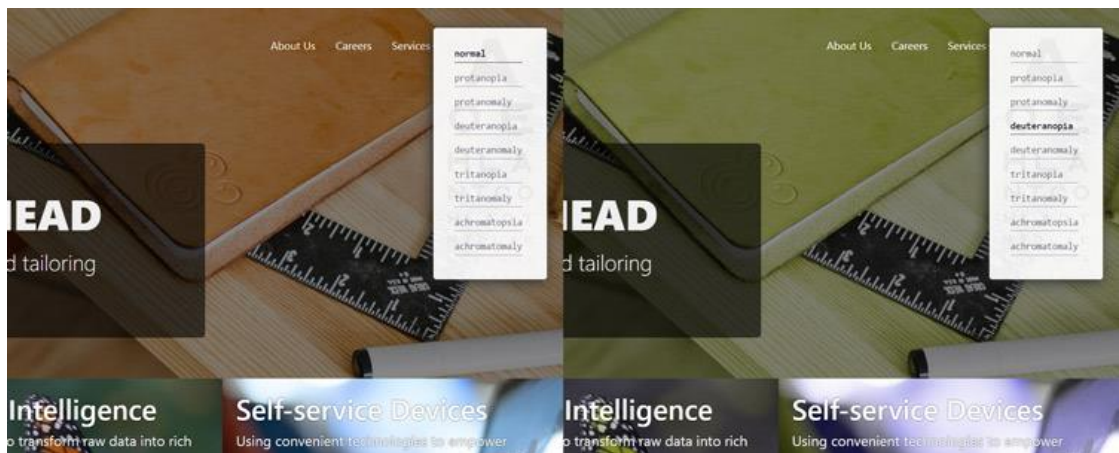 About Us Careers Services
normal
protanopia
protanomaly
deuteranopia
deuteranomaly
tritanopia
tritanomaly
achromatopsia
achromatomaly
IEAD
d tailoring
Intelligence
o transform raw data into rich
Self-service Devices
Using convenient technologies to empower
About Us Careers Services
normal
protanopia
protanomaly
deuteranopia
deuteranomaly
tritanopia
tritanomaly
achromatopsia
achromatomaly
IEAD
d tailoring
Intelligence
o transform raw data into rich
Self-service Devices
Using convenient technologies to empower